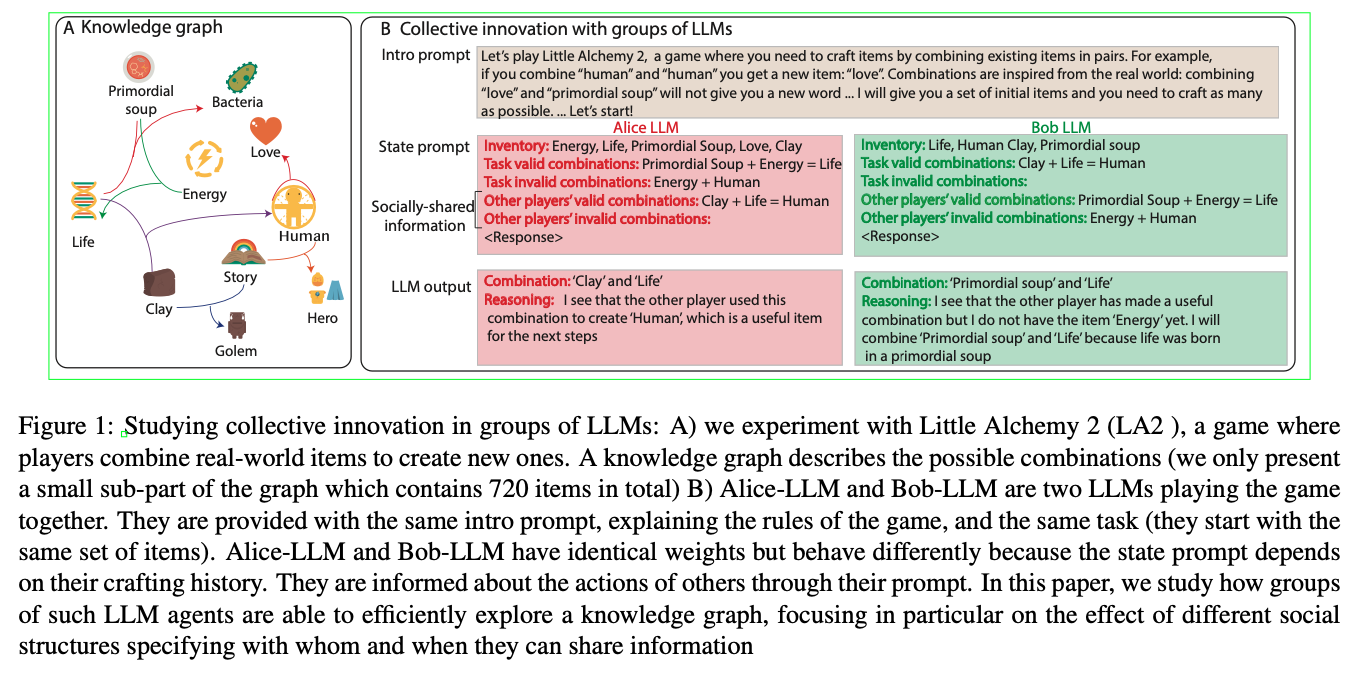 A Knowledge graph
Primordial
soup
Bacteria
Love
Energy
Life
Human
Story
Clay
Hero
Golem
B Collective innovation with groups of LLMs
Intro prompt
Let's play Little Alchemy 2, a game where you need to craft items by combining existing items in pairs. For example,
if you combine "human" and "human" you get a new item: "love". Combinations are inspired from the real world: combining
"love" and "primordial soup" will not give you a new word ... I will give you a set of initial items and you need to craft as many
as possible. ... Let's start!
Alice LLM
State prompt
Inventory: Energy, Life, Primordial Soup, Love, Clay
Task valid combinations: Primordial Soup + Energy = Life
Task invalid combinations: Energy + Human
Socially-shared
information
Other players' valid combinations: Clay + Life = Human
Other players' invalid combinations:
<Response>
Bob LLM
Inventory: Life, Human Clay, Primordial soup
Task valid combinations: Clay + Life = Human
Task invalid combinations:
Other players' valid combinations: Primordial Soup + Energy = Life
Other players' invalid combinations: Energy + Human
<Response>
LLM output
Combination: 'Clay' and 'Life'
Reasoning: I see that the other player used this
combination to create 'Human', which is a useful item
for the next steps
Combination: 'Primordial soup' and 'Life'
Reasoning: I see that the other player has made a useful
combination but I do not have the item 'Energy' yet. I will
combine 'Primordial soup' and 'Life' because life was born
in a primordial soup
Figure 1: Studying collective innovation in groups of LLMs: A) we experiment with Little Alchemy 2 (LA2 ), a game where
players combine real-world items to create new ones. A knowledge graph describes the possible combinations (we only present
a small sub-part of the graph which contains 720 items in total) B) Alice-LLM and Bob-LLM are two LLMs playing the game
together. They are provided with the same intro prompt, explaining the rules of the game, and the same task (they start with the
same set of items). Alice-LLM and Bob-LLM have identical weights but behave differently because the state prompt depends
on their crafting history. They are informed about the actions of others through their prompt. In this paper, we study how groups
of such LLM agents are able to efficiently explore a knowledge graph, focusing in particular on the effect of different social
structures specifying with whom and when they can share information